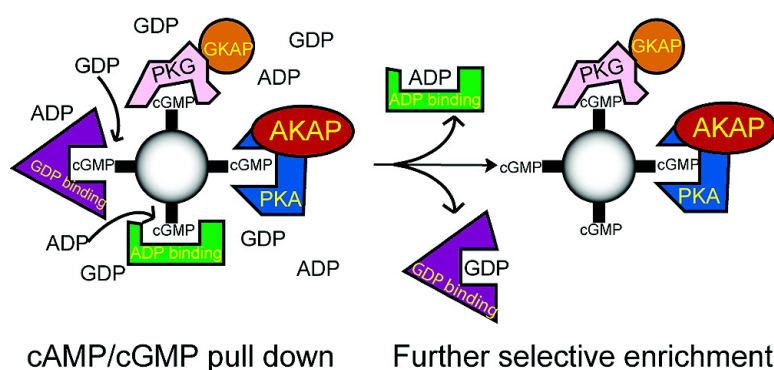 GDP
GKAP
GDP
GDP
PKG
ADP
cGMP
ADP
AKAP
GDP binding
cGMP
cGMP
PKA
cGMP
ADP
ADP binding
GDP
GDP
ADP
ADP
ADP binding
GDP
GDP binding
GKAP
PKG
cGMP
AKAP
cGMP
cGMP
PKA
cGMP
cAMP/cGMP pull down
Further selective enrichment